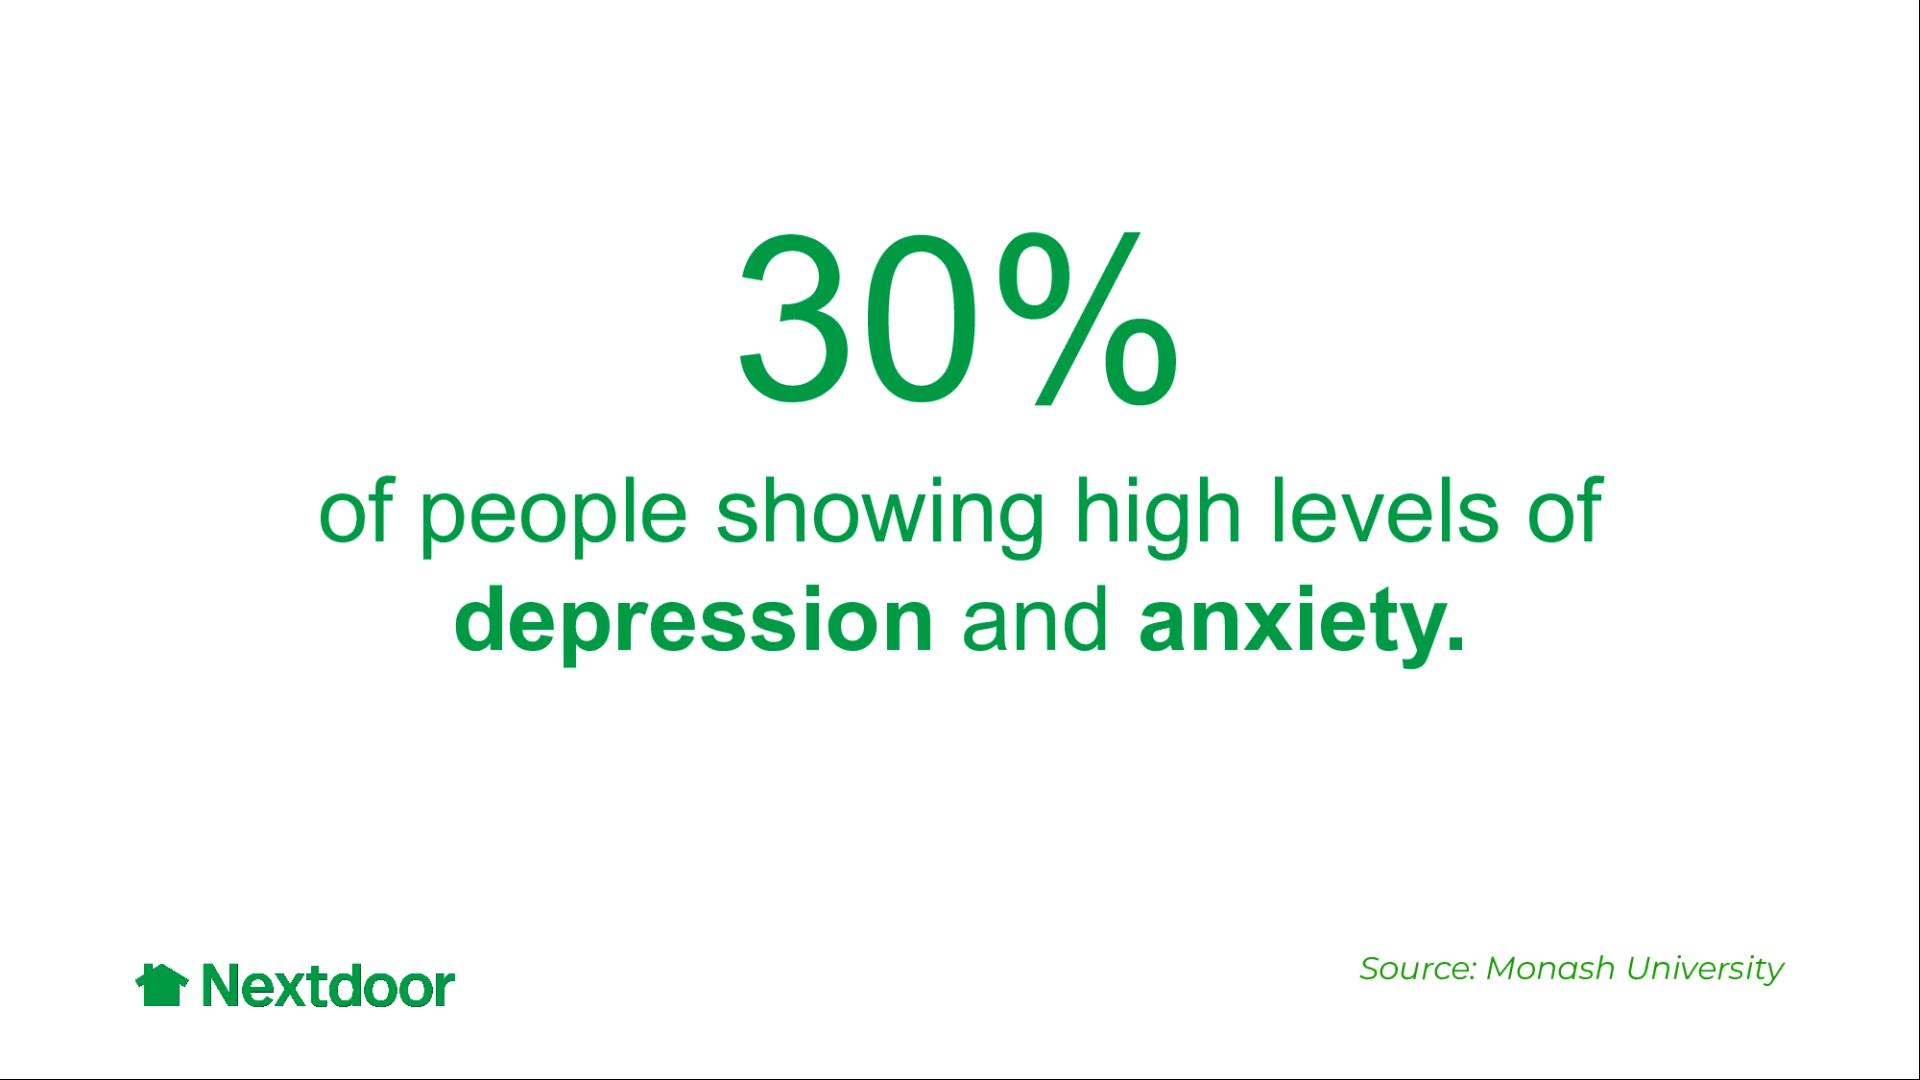 30%
of people showing high levels of
depression and anxiety.
Nextdoor
Source: Monash University